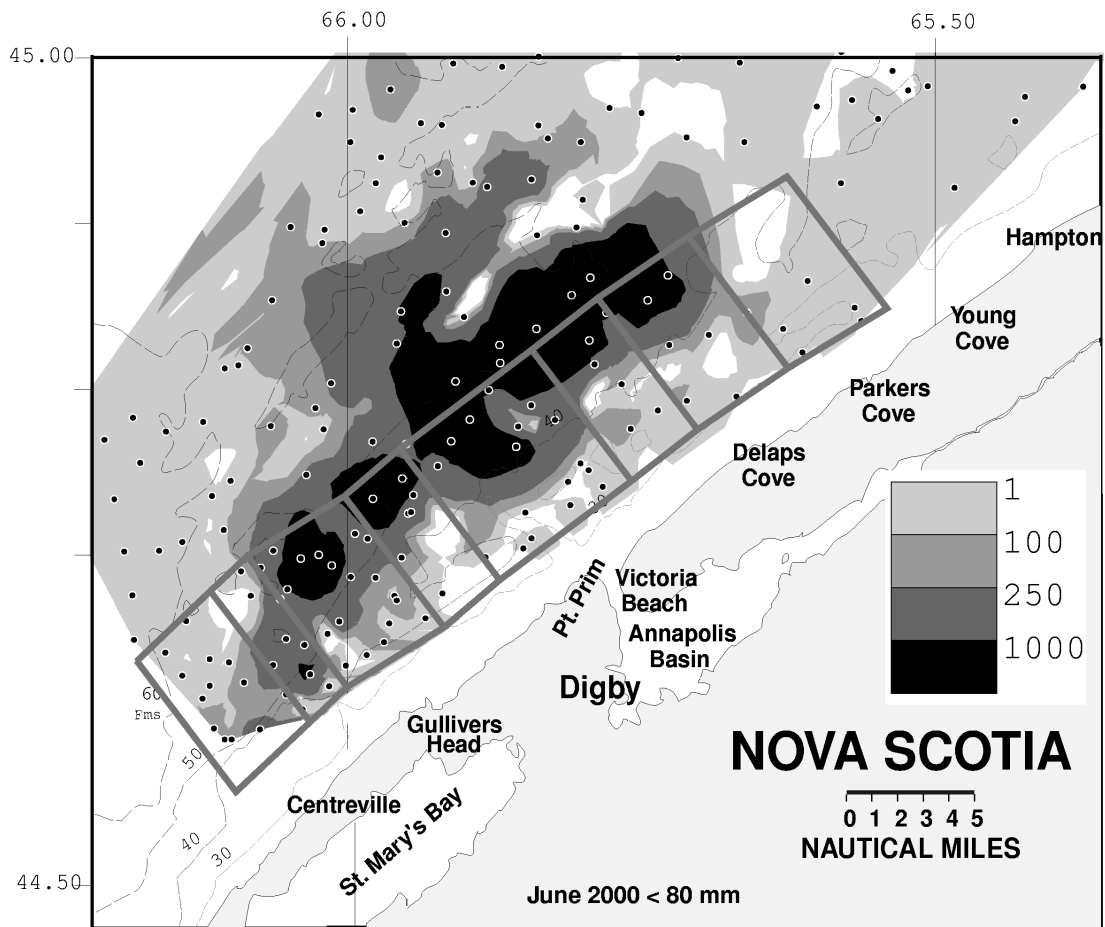 66.00
65.50
45.00
Hampton
Young
Cove
Parkers
Cove
Delaps
Cove
40
30
1
100
250
1000
Pt. Prim
Victoria
Beach
Annapolis
Basin
Digby
60
Fms
50
40
30
Gullivers
Head
Centreville
St. Mary's Bay
NOVA SCOTIA
0 1 2 3 4 5
NAUTICAL MILES
44.50
June 2000 < 80 mm